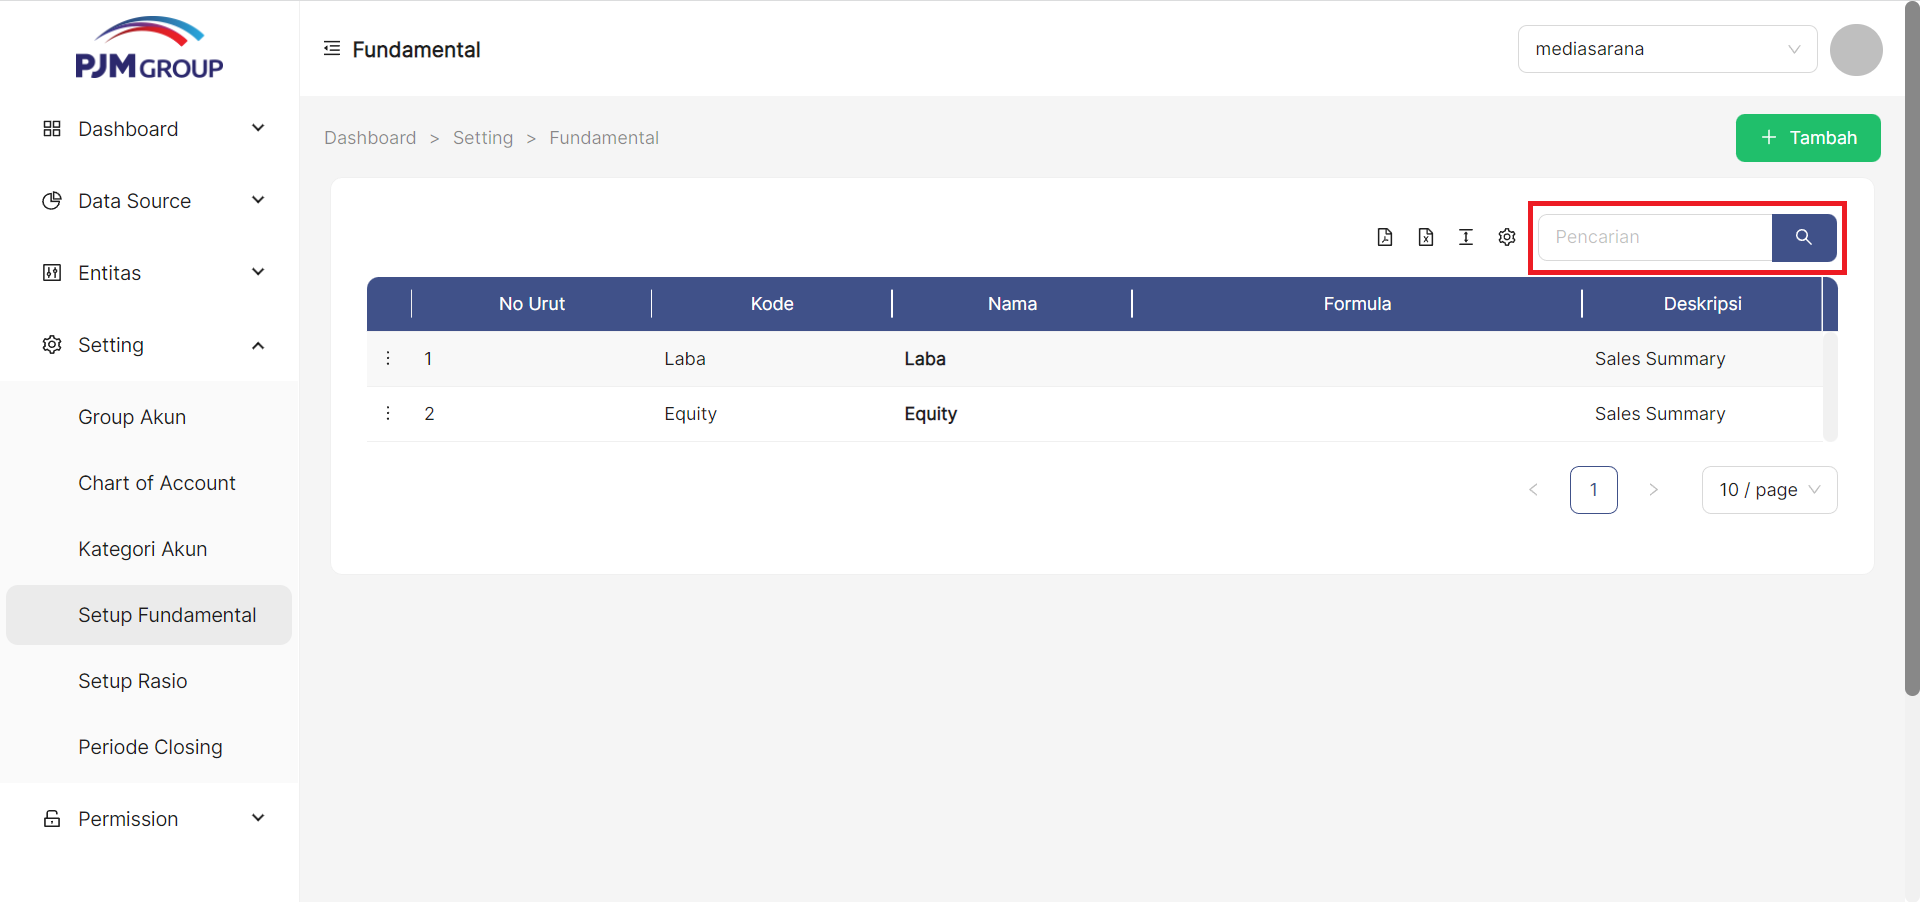 PJM GROUP
Dashboard
Data Source
Entitas
Setting
Group Akun
Chart of Account
Kategori Akun
Setup Fundamental
Setup Rasio
Periode Closing
Permission
Fundamental
mediasarana
Dashboard > Setting > Fundamental
+ Tambah
Pencarian
No Urut Kode Nama Formula Deskripsi
1 Laba Laba Sales Summary
2 Equity Equity Sales Summary
< 1 > 10 / page